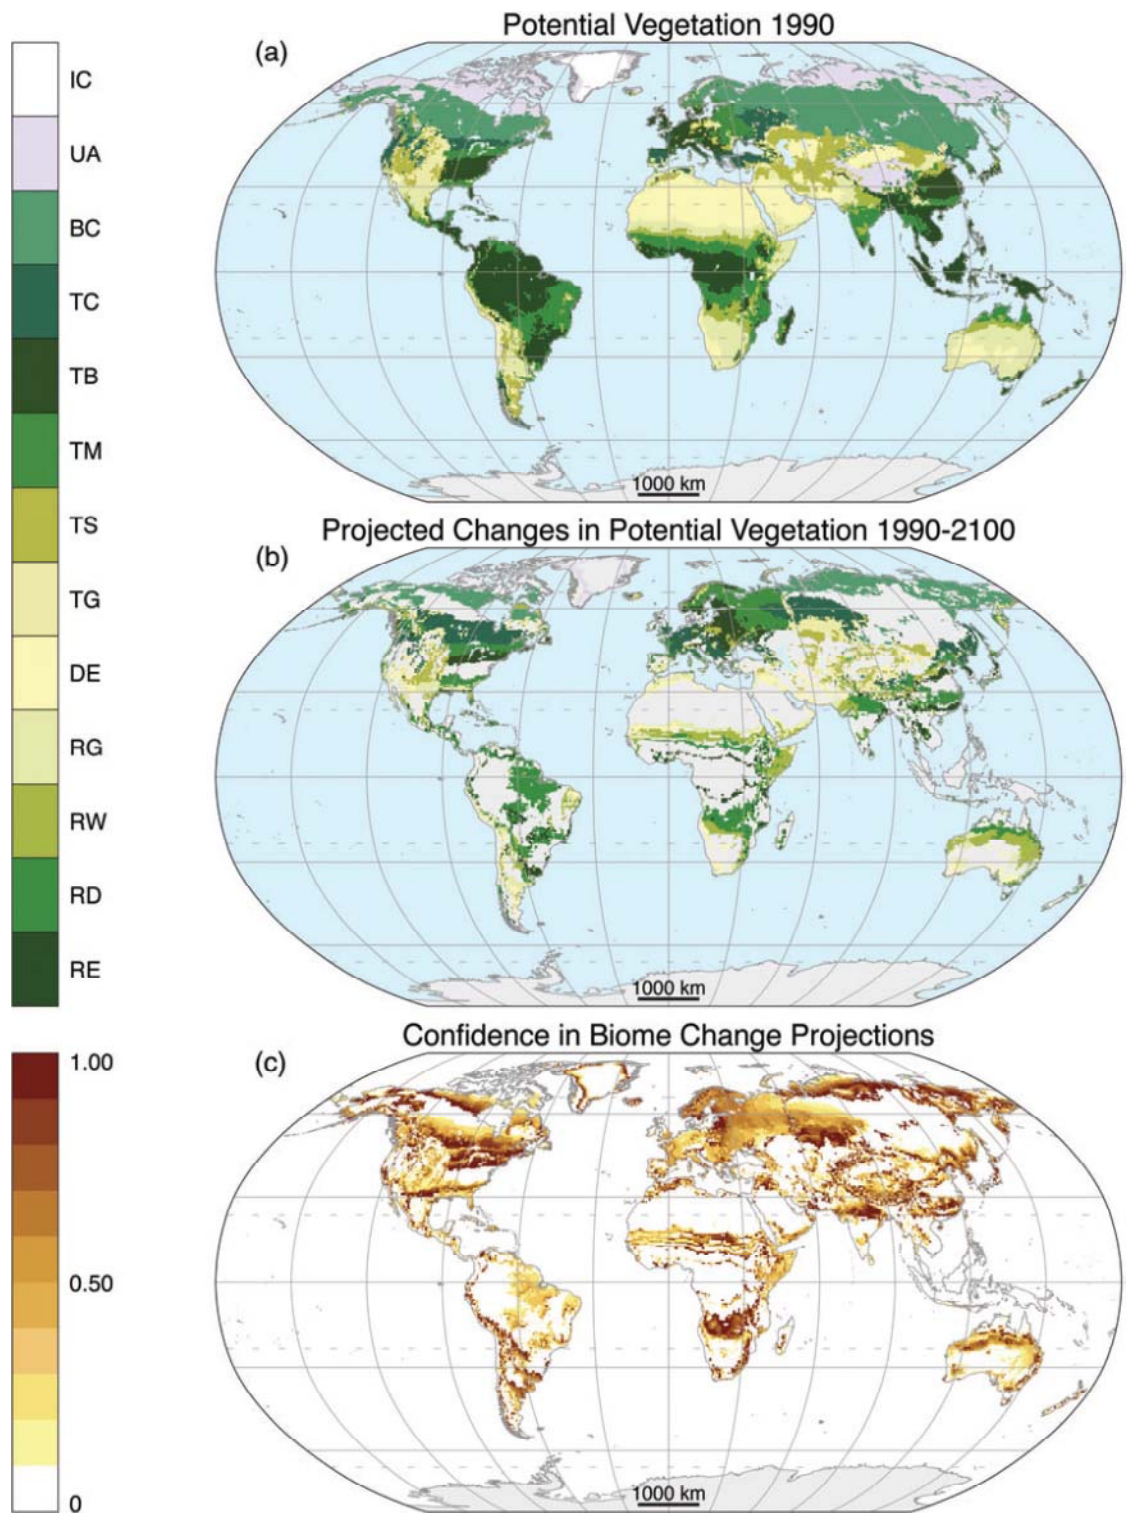 Potential Vegetation 1990
(a)
IC
UA
BC
TC
TB
TM
TS
TG
DE
RG
RW
RD
RE
1000 km
Projected Changes in Potential Vegetation 1990-2100
(b)
1000 km
Confidence in Biome Change Projections
(c)
1.00
0.50
0
1000 km